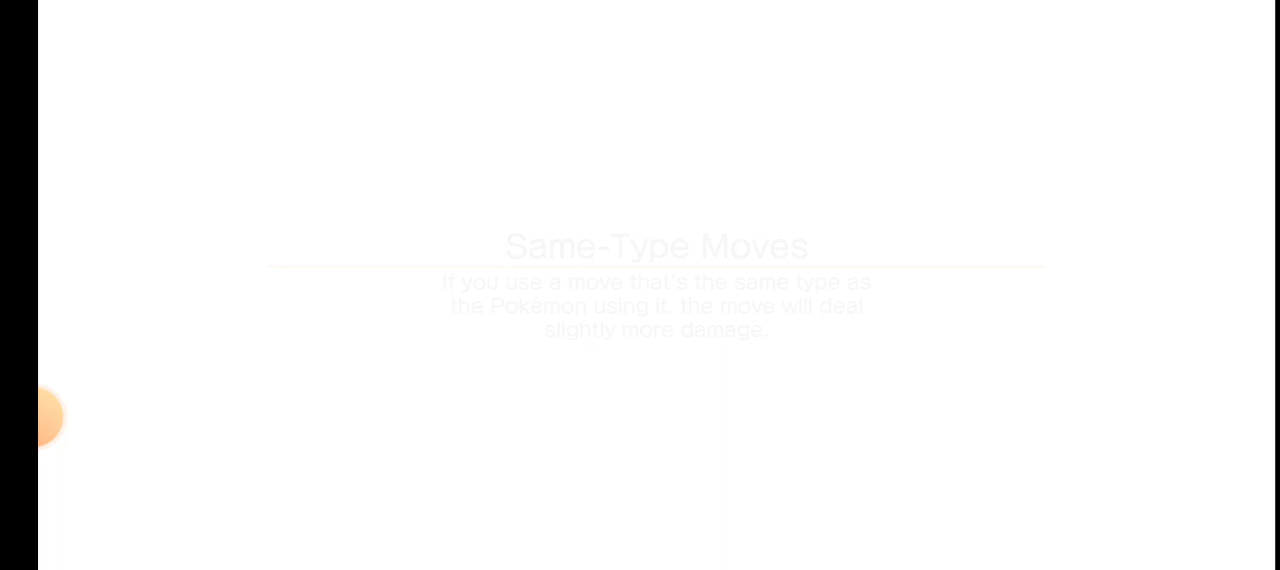 Same-Type Moves
If you use a move that's the same type as
the Pokémon using it, the move will deal
slightly more damage.